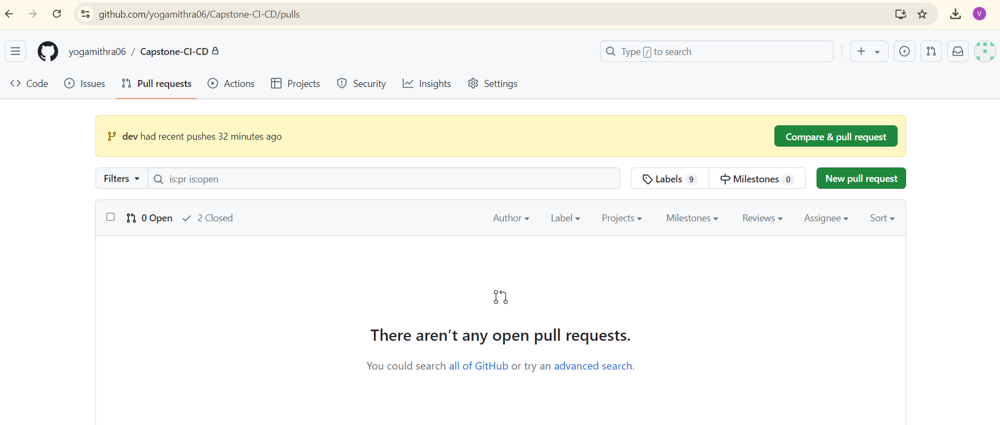 github.com/yogamithra06/Capstone-CI-CD/pulls
V
yogamithra06 / Capstone-CI-CD
Type / to search
Code Issues Pull requests Actions Projects Security Insights Settings
dev had recent pushes 32 minutes ago
Compare & pull request
Filters is:pr is:open Labels 9 Milestones 0 New pull request
0 Open 2 Closed Author Label Projects Milestones Reviews Assignee Sort
There aren’t any open pull requests.
You could search all of GitHub or try an advanced search.